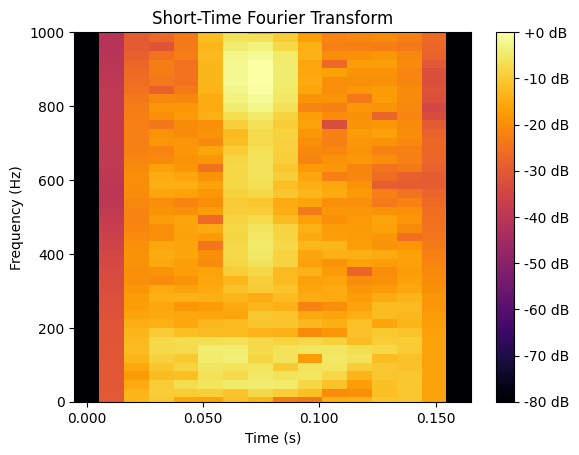 Short-Time Fourier Transform
1000
800
600
400
200
0
Frequency (Hz)
0.000
0.050
0.100
0.150
Time (s)
+0 dB
-10 dB
-20 dB
-30 dB
-40 dB
-50 dB
-60 dB
-70 dB
-80 dB